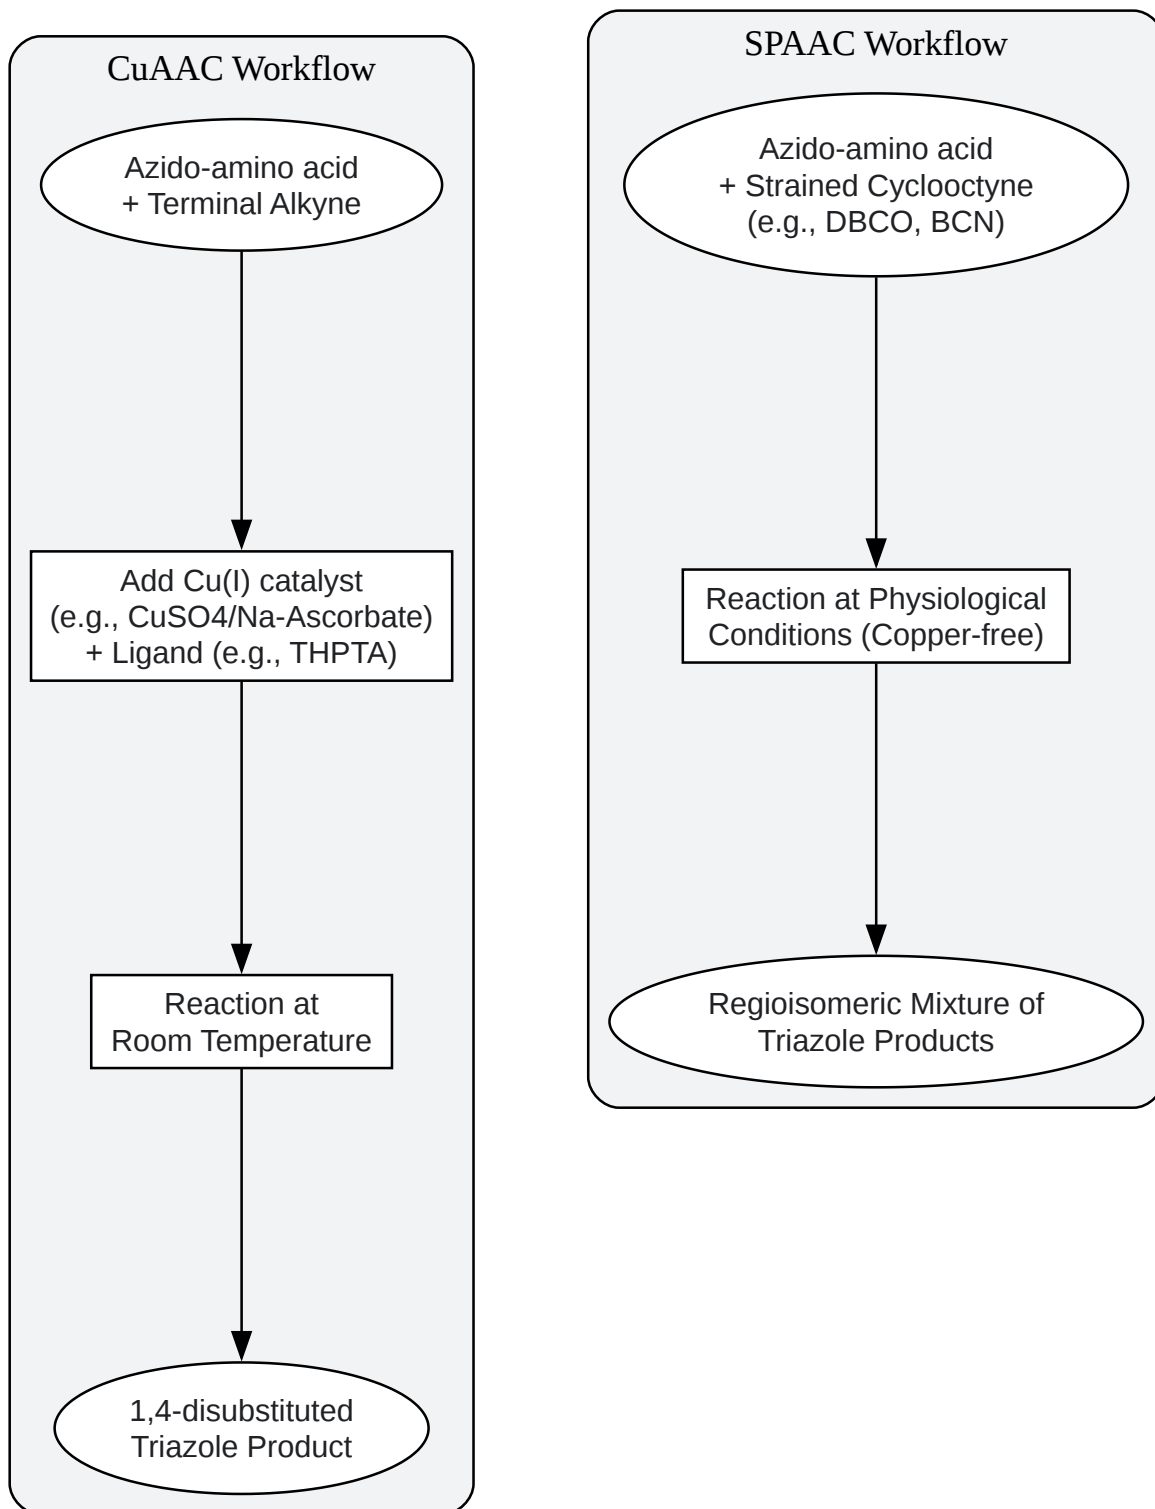 CuAAC Workflow
Azido-amino acid
+ Terminal Alkyne
Add Cu(I) catalyst
(e.g., CuSO4/Na-Ascorbate)
+ Ligand (e.g., THPTA)
Reaction at
Room Temperature
1,4-disubstituted
Triazole Product
SPAAC Workflow
Azido-amino acid
+ Strained Cyclooctyne
(e.g., DBCO, BCN)
Reaction at Physiological
Conditions (Copper-free)
Regioisomeric Mixture of
Triazole Products